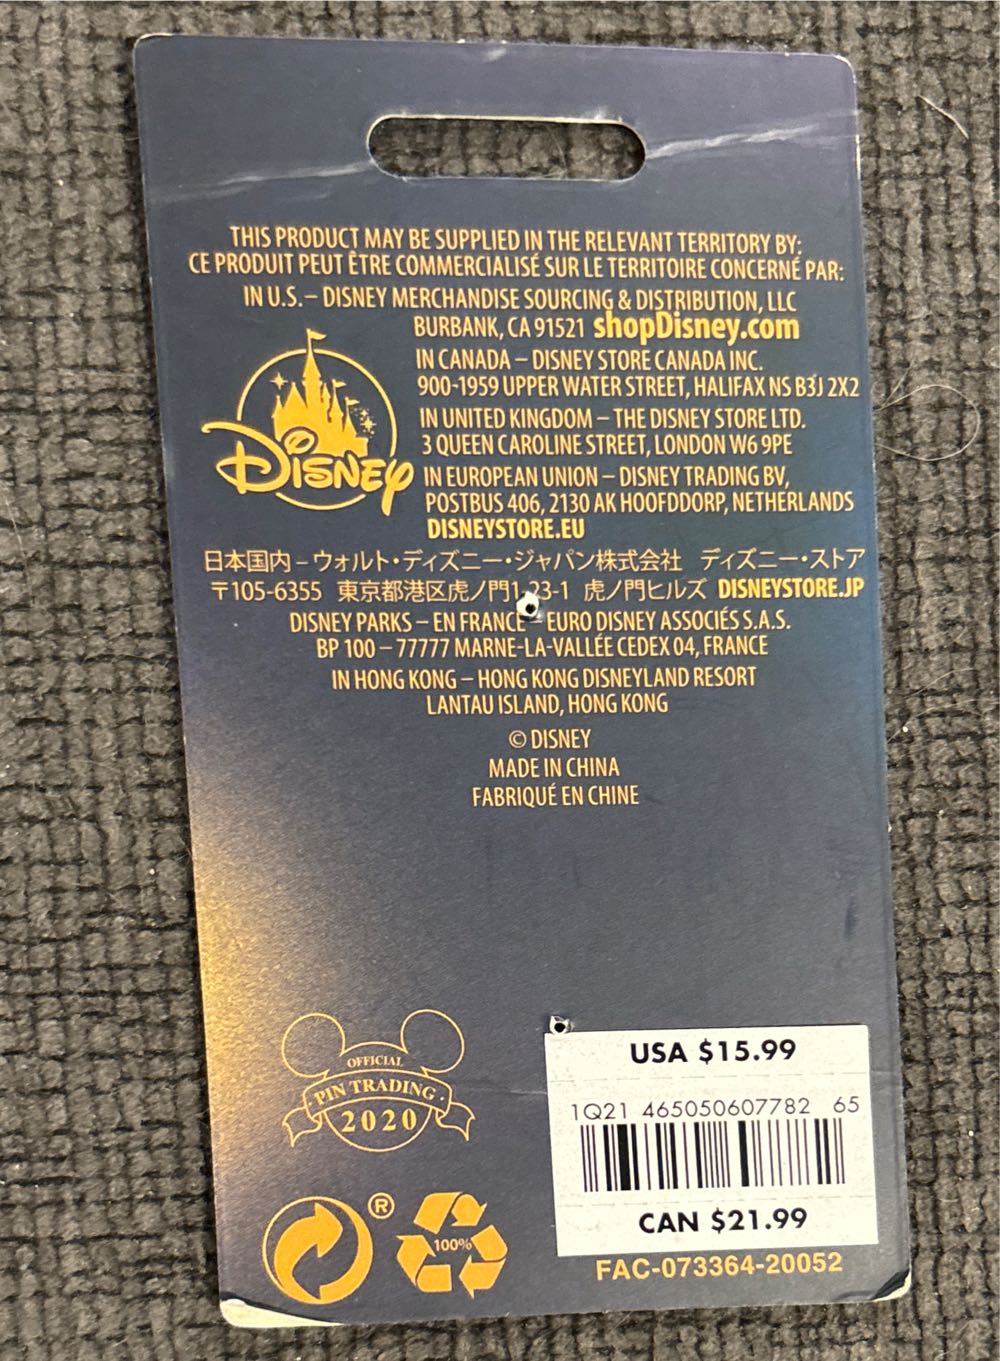 THIS PRODUCT MAY BE SUPPLIED IN THE RELEVANT TERRITORY BY:
CE PRODUIT PEUT ÊTRE COMMERCIALISÉ SUR LE TERRITOIRE CONCERNÉ PAR:
IN U.S. – DISNEY MERCHANDISE SOURCING & DISTRIBUTION, LLC
BURBANK, CA 91521 shopDisney.com
IN CANADA – DISNEY STORE CANADA INC.
900-1959 UPPER WATER STREET, HALIFAX NS B3J 2X2
IN UNITED KINGDOM – THE DISNEY STORE LTD.
3 QUEEN CAROLINE STREET, LONDON W6 9PE
Disney
IN EUROPEAN UNION – DISNEY TRADING BV,
POSTBUS 406, 2130 AK HOOFDDORP, NETHERLANDS
DISNEYSTORE.EU
日本国内 – ウォルト・ディズニー・ジャパン株式会社 ディズニー・ストア
〒105-6355 東京都港区虎ノ門1-23-1 虎ノ門ヒルズ DISNEYSTORE.JP
DISNEY PARKS – EN FRANCE – EURO DISNEY ASSOCIÉS S.A.S.
BP 100 – 77777 MARNE-LA-VALLÉE CEDEX 04, FRANCE
IN HONG KONG – HONG KONG DISNEYLAND RESORT
LANTAU ISLAND, HONG KONG
© DISNEY
MADE IN CHINA
FABRIQUÉ EN CHINE
OFFICIAL
PIN TRADING
2020
®
100%
USA $15.99
1Q21 465050607782 65
CAN $21.99
FAC-073364-20052